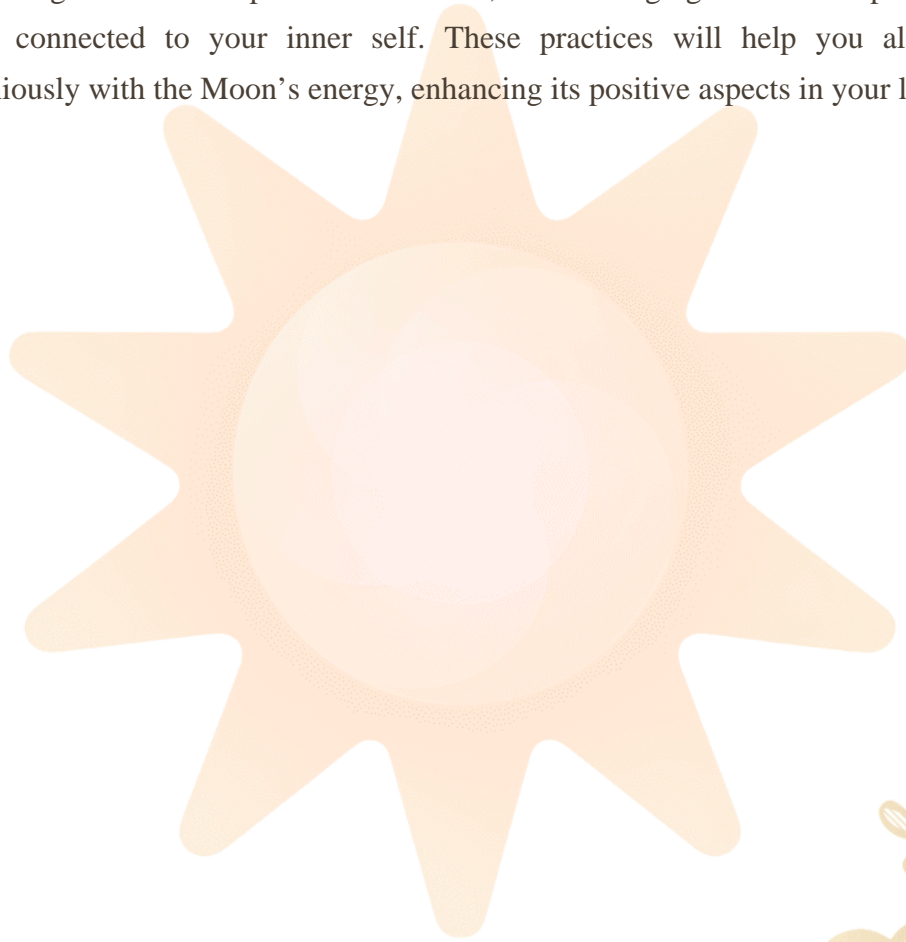 connected to your inner self. These practices will help you al
iously with the Moon's energy, enhancing its positive aspects in your l